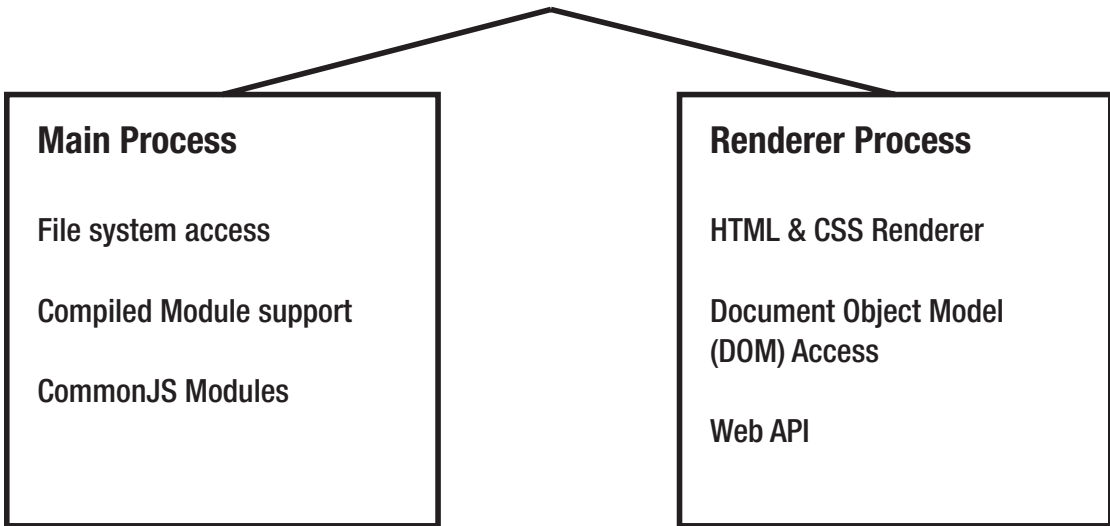 Main Process
File system access
Compiled Module support
CommonJS Modules
Renderer Process
HTML & CSS Renderer
Document Object Model
(DOM) Access
Web API